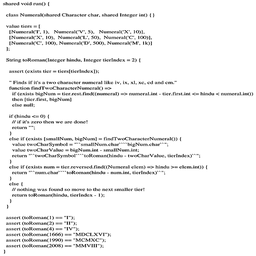 shared void run() {
class Numeral(shared Character char, shared Integer int) { }
value tiers = [
[Numeral('I', 1), Numeral('V', 5), Numeral('X', 10)],
[Numeral('X', 10), Numeral('L', 50), Numeral('C', 100)],
[Numeral('C', 100), Numeral('D', 500), Numeral('M', 1k)]
];
String toRoman(Integer hindu, Integer tierIndex = 2) {
assert (exists tier = tiers[tierIndex]);
" Finds if it's a two character numeral like iv, ix, xl, xc, cd and cm."
function findTwoCharacterNumeral() =>
if (exists bigNum = tier.rest.find((numeral) => numeral.int - tier.first.int <= hindu < numeral.int))
then [tier.first, bigNum]
else null;
if (hindu <= 0) {
// if it's zero then we are done!
return "";
}
else if (exists [smallNum, bigNum] = findTwoCharacterNumeral()) {
value twoCharSymbol = "``smallNum.char````bigNum.char``";
value twoCharValue = bigNum.int - smallNum.int;
return "``twoCharSymbol````toRoman(hindu - twoCharValue, tierIndex)``";
}
else if (exists num = tier.reversed.find((Numeral elem) => hindu >= elem.int)) {
return "``num.char````toRoman(hindu - num.int, tierIndex)``";
}
else {
// nothing was found so move to the next smaller tier!
return toRoman(hindu, tierIndex - 1);
}
}
assert (toRoman(1) == "I");
assert (toRoman(2) == "II");
assert (toRoman(4) == "IV");
assert (toRoman(1666) == "MDCLXVI");
assert (toRoman(1990) == "MCMXC");
assert (toRoman(2008) == "MMVIII");
}